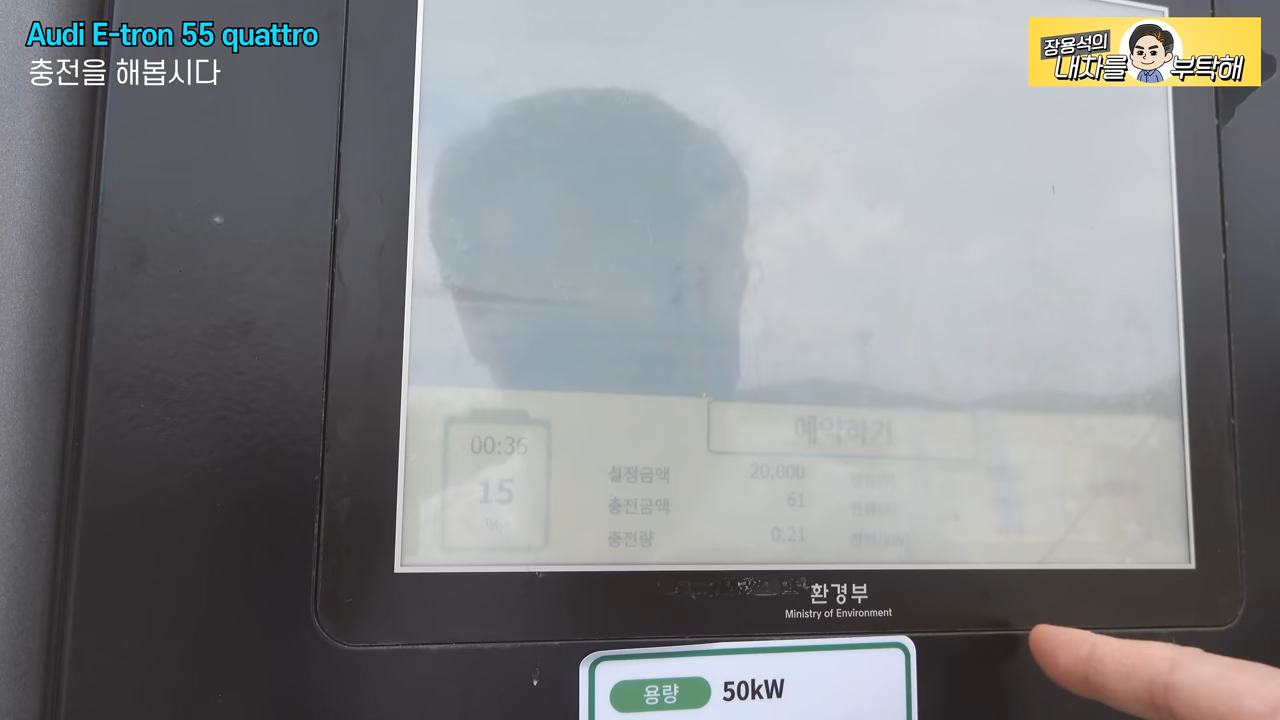 Audi E-tron 55 quattro
충전을 해봅시다
장용석의
내차를 부탁해
예약하기
00:36
15
%
설정금액 20,000
충전금액 61
충전량 0.21
환경부
Ministry of Environment
용량 50kW